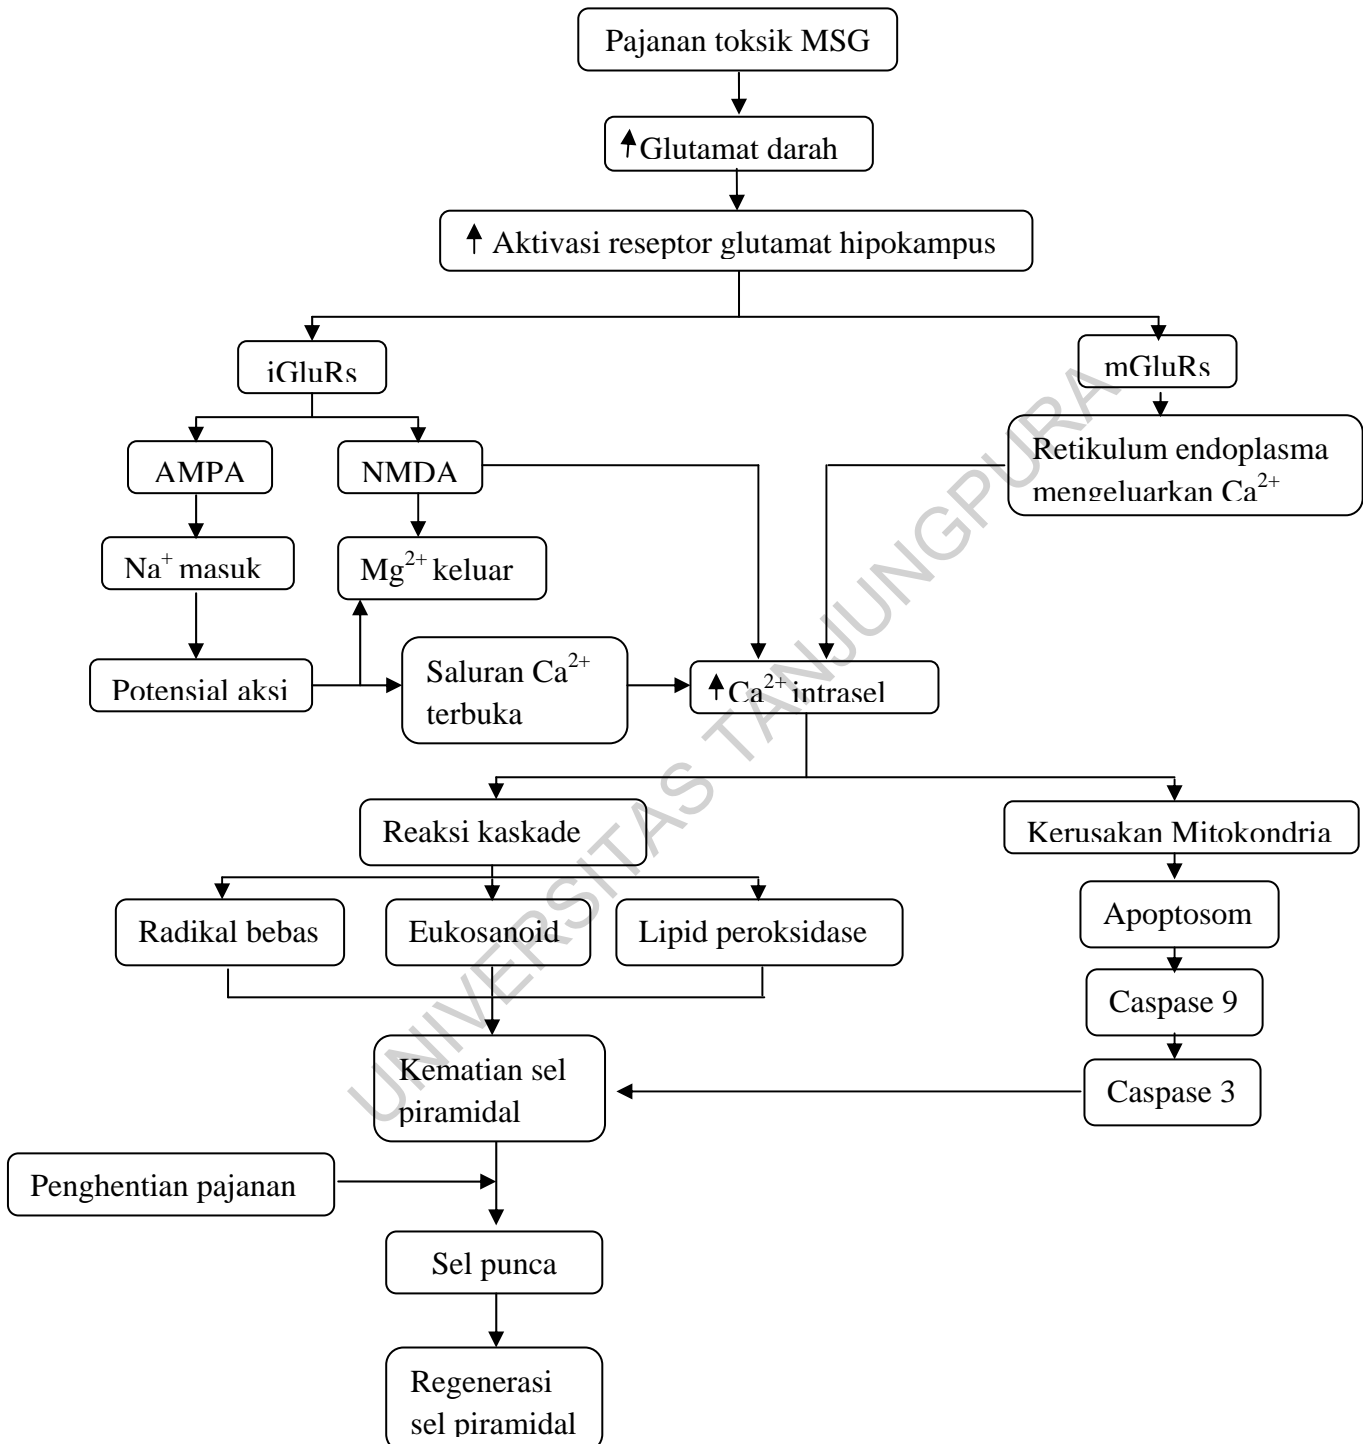 Pajanan toksik MSG
↑Glutamat darah
↑ Aktivasi reseptor glutamat hipokampus
iGluRs
mGluRs
AMPA
NMDA
Retikulum endoplasma
mengeluarkan Ca²⁺
Na⁺ masuk
Mg²⁺ keluar
Potensial aksi
Saluran Ca²⁺
terbuka
↑Ca²⁺ intrasel
Reaksi kaskade
Kerusakan Mitokondria
Radikal bebas
Eukosanoid
Lipid peroksidase
Apoptosom
Caspase 9
Kematian sel
piramidal
Caspase 3
Penghentian pajanan
Sel punca
Regenerasi
sel piramidal
UNIVERSITAS TANJUNGPURA